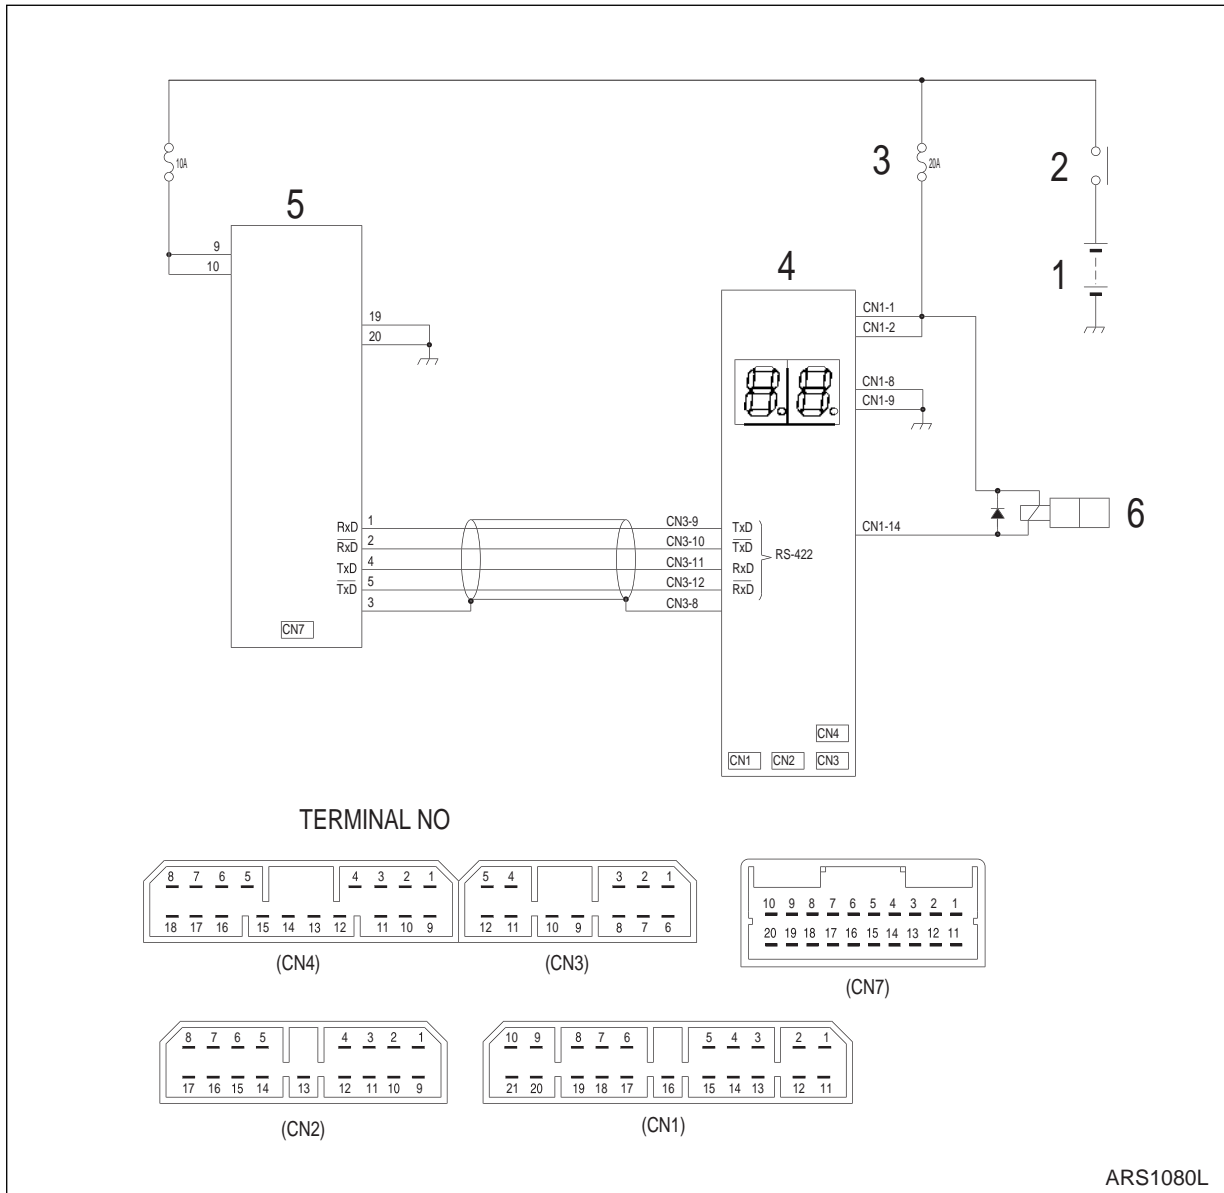 10A
3
20A
2
5
1
4
9
10
CN1-1
CN1-2
19
20
CN1-8
CN1-9
8.8.
6
RxD 1
RxD 2
TxD 4
TxD 5
3
CN3-9 TxD
CN3-10 TxD
CN3-11 RxD
CN3-12 RxD
CN3-8
RS-422
CN1-14
CN7
CN4
CN1 CN2 CN3
TERMINAL NO
8 7 6 5 4 3 2 1
18 17 16 15 14 13 12 11 10 9
(CN4)
5 4 3 2 1
12 11 10 9 8 7 6
(CN3)
10 9 8 7 6 5 4 3 2 1
20 19 18 17 16 15 14 13 12 11
(CN7)
8 7 6 5 4 3 2 1
17 16 15 14 13 12 11 10 9
(CN2)
10 9 8 7 6 5 4 3 2 1
21 20 19 18 17 16 15 14 13 12 11
(CN1)
ARS1080L